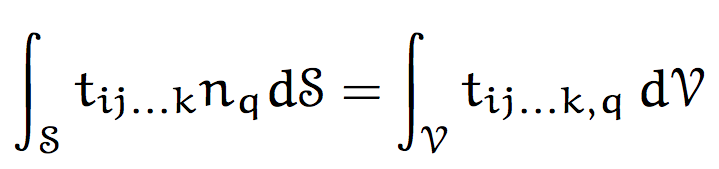 ∫_𝒮 t_{ij...k} n_q d𝒮 = ∫_𝒱 t_{ij...k,q} d𝒱